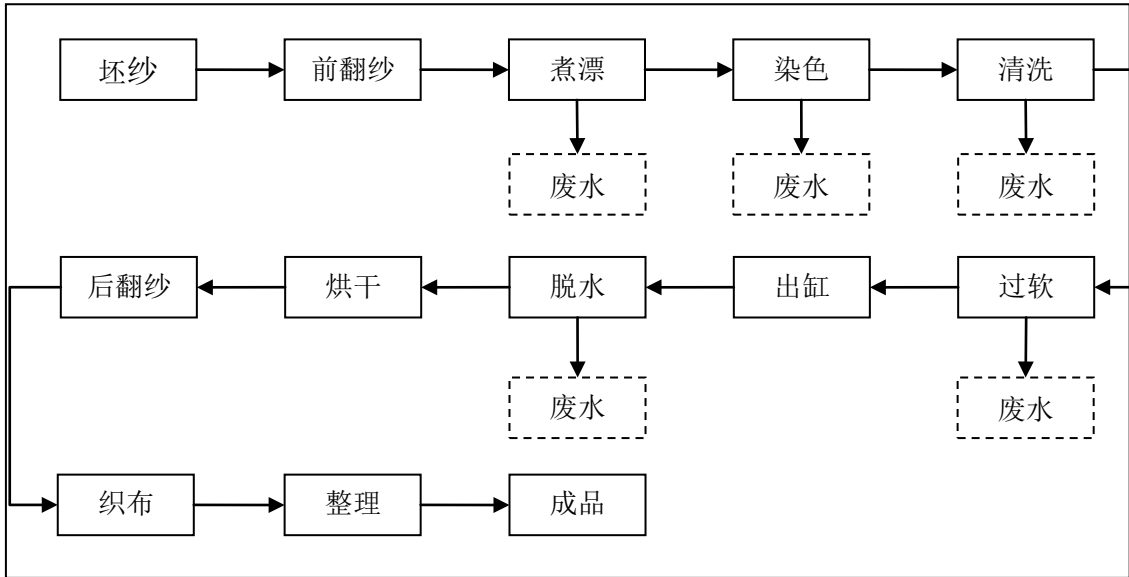 坯纱 前翻纱 煮漂 染色 清洗
废水 废水 废水
后翻纱 烘干 脱水 出缸 过软
废水 废水
织布 整理 成品